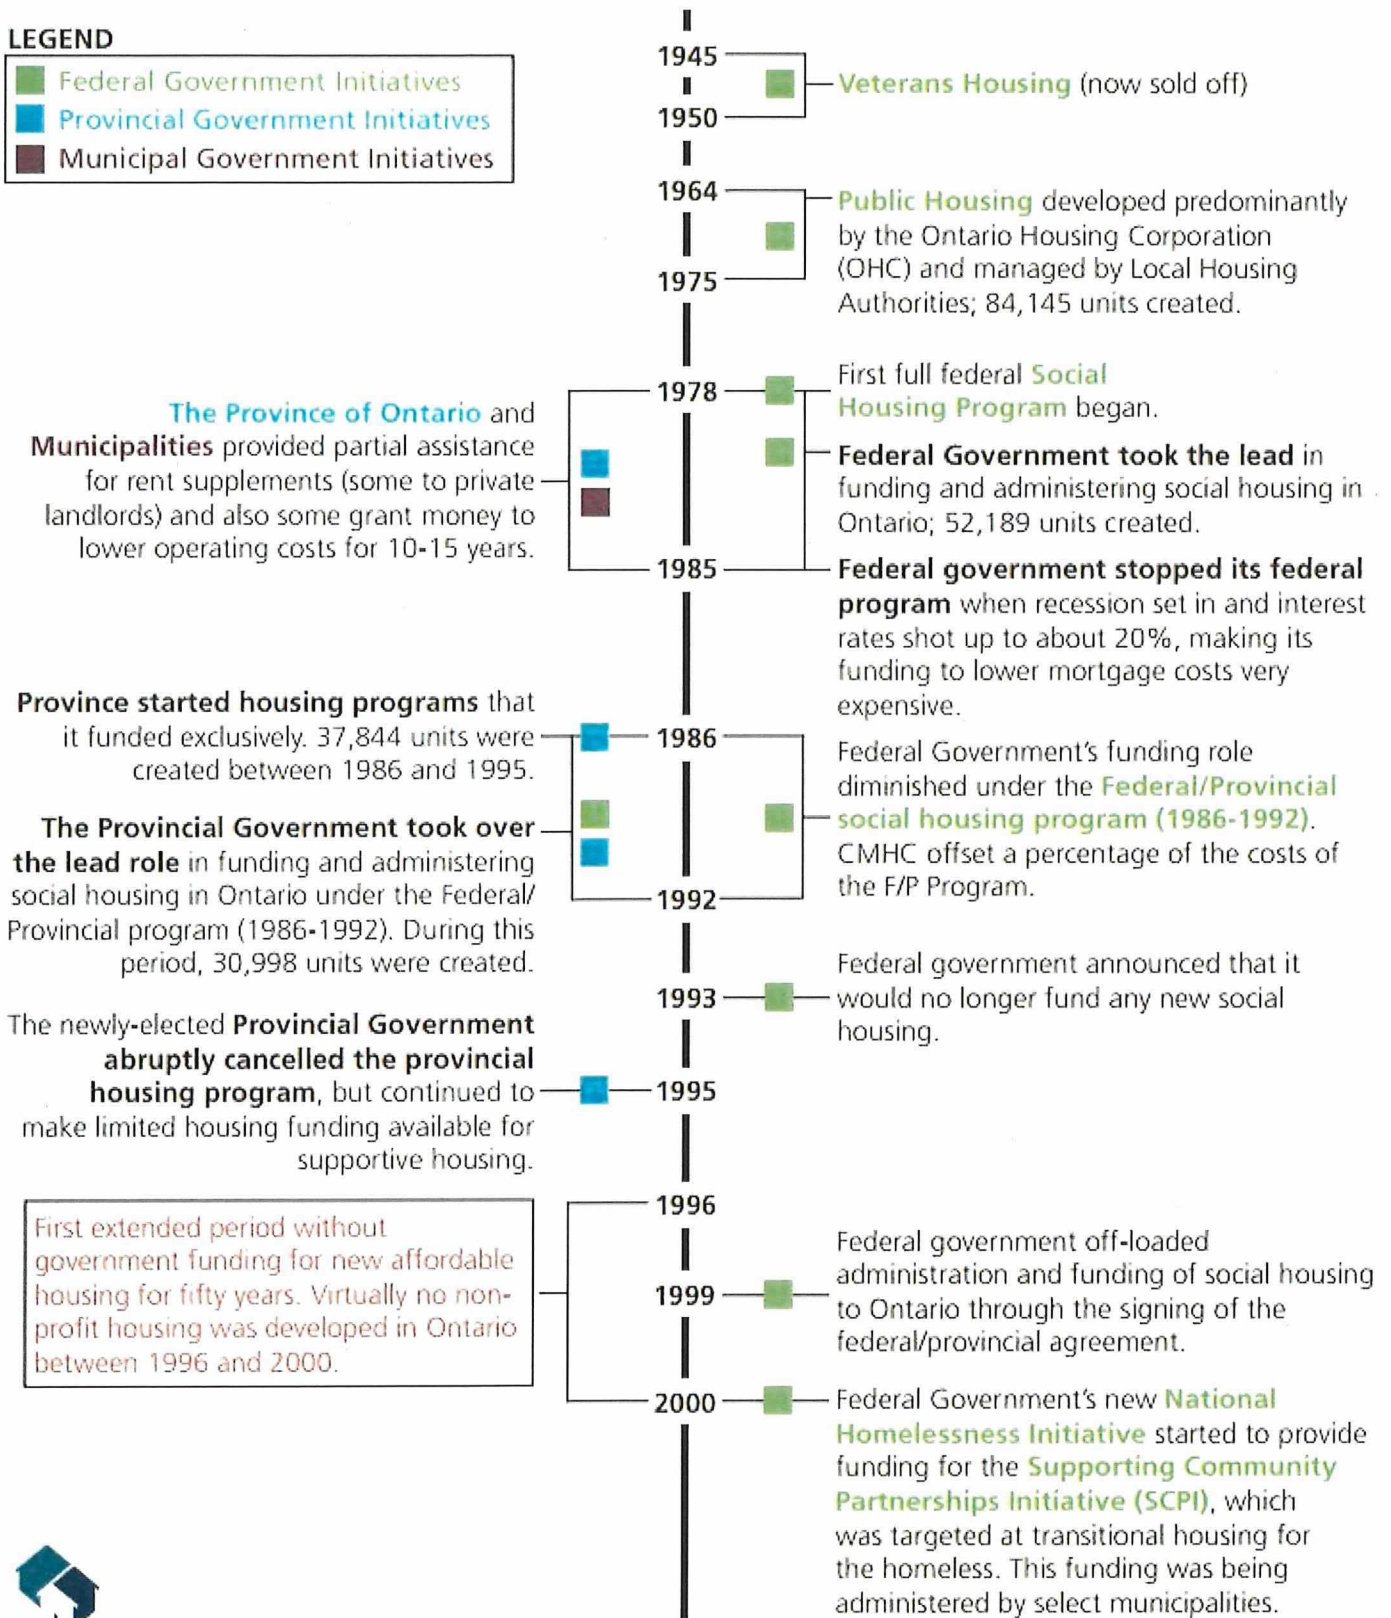 LEGEND
Federal Government Initiatives
Provincial Government Initiatives
Municipal Government Initiatives
1945
Veterans Housing (now sold off)
1950
1964
Public Housing developed predominantly
by the Ontario Housing Corporation
(OHC) and managed by Local Housing
Authorities; 84,145 units created.
1975
1978
First full federal Social
Housing Program began.
The Province of Ontario and
Municipalities provided partial assistance
for rent supplements (some to private
landlords) and also some grant money to
lower operating costs for 10-15 years.
Federal Government took the lead in
funding and administering social housing in
Ontario; 52,189 units created.
1985
Federal government stopped its federal
program when recession set in and interest
rates shot up to about 20%, making its
funding to lower mortgage costs very
expensive.
Province started housing programs that
it funded exclusively. 37,844 units were
created between 1986 and 1995.
1986
Federal Government's funding role
diminished under the Federal/Provincial
social housing program (1986-1992).
CMHC offset a percentage of the costs of
the F/P Program.
The Provincial Government took over
the lead role in funding and administering
social housing in Ontario under the Federal/
Provincial program (1986-1992). During this
period, 30,998 units were created.
1992
1993
Federal government announced that it
would no longer fund any new social
housing.
The newly-elected Provincial Government
abruptly cancelled the provincial
housing program, but continued to
make limited housing funding available for
supportive housing.
1995
1996
First extended period without
government funding for new affordable
housing for fifty years. Virtually no non-
profit housing was developed in Ontario
between 1996 and 2000.
1999
Federal government off-loaded
administration and funding of social housing
to Ontario through the signing of the
federal/provincial agreement.
2000
Federal Government's new National
Homelessness Initiative started to provide
funding for the Supporting Community
Partnerships Initiative (SCPI), which
was targeted at transitional housing for
the homeless. This funding was being
administered by select municipalities.